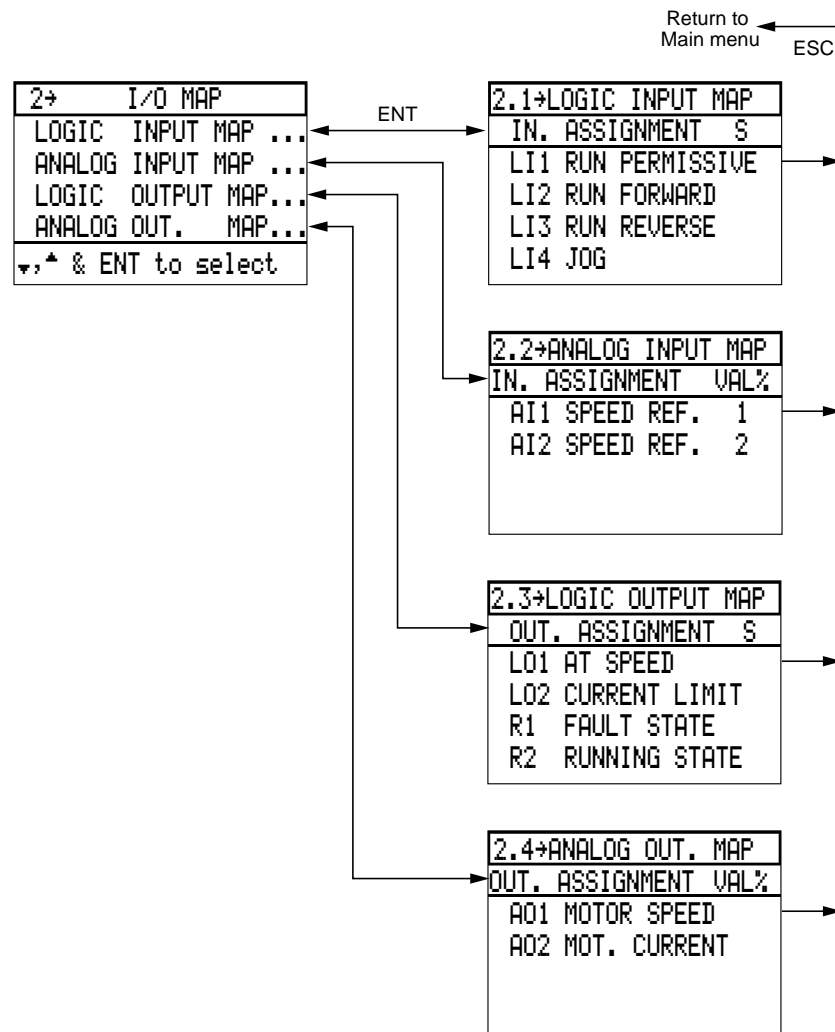 Return to
Main menu
ESC
2→ I/O MAP
LOGIC INPUT MAP ...
ANALOG INPUT MAP ...
LOGIC OUTPUT MAP...
ANALOG OUT. MAP...
▼,▲ & ENT to select
ENT
2.1→LOGIC INPUT MAP
IN. ASSIGNMENT S
LI1 RUN PERMISSIVE
LI2 RUN FORWARD
LI3 RUN REVERSE
LI4 JOG
2.2→ANALOG INPUT MAP
IN. ASSIGNMENT VAL%
AI1 SPEED REF. 1
AI2 SPEED REF. 2
2.3→LOGIC OUTPUT MAP
OUT. ASSIGNMENT S
LO1 AT SPEED
LO2 CURRENT LIMIT
R1 FAULT STATE
R2 RUNNING STATE
2.4→ANALOG OUT. MAP
OUT. ASSIGNMENT VAL%
AO1 MOTOR SPEED
AO2 MOT. CURRENT